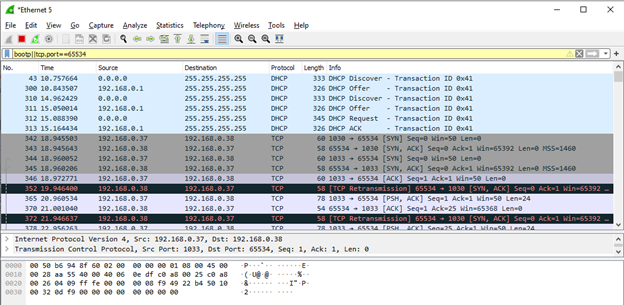 *Ethernet 5
File Edit View Go Capture Analyze Statistics Telephony Wireless Tools Help
bootp||tcp.port==65534
No. Time Source Destination Protocol Length Info
43 10.757664 0.0.0.0 255.255.255.255 DHCP 333 DHCP Discover - Transaction ID 0x41
300 10.843507 192.168.0.1 255.255.255.255 DHCP 326 DHCP Offer - Transaction ID 0x41
310 14.962429 0.0.0.0 255.255.255.255 DHCP 333 DHCP Discover - Transaction ID 0x41
311 15.050014 192.168.0.1 255.255.255.255 DHCP 326 DHCP Offer - Transaction ID 0x41
312 15.088390 0.0.0.0 255.255.255.255 DHCP 345 DHCP Request - Transaction ID 0x41
313 15.164434 192.168.0.1 255.255.255.255 DHCP 326 DHCP ACK - Transaction ID 0x41
342 18.945503 192.168.0.37 192.168.0.38 TCP 60 1030 → 65534 [SYN] Seq=0 Win=50 Len=0
343 18.945643 192.168.0.38 192.168.0.37 TCP 58 65534 → 1030 [SYN, ACK] Seq=0 Ack=1 Win=65392 Len=0 MSS=1460
344 18.960052 192.168.0.37 192.168.0.38 TCP 60 1033 → 65534 [SYN] Seq=0 Win=50 Len=0
345 18.960206 192.168.0.38 192.168.0.37 TCP 58 65534 → 1033 [SYN, ACK] Seq=0 Ack=1 Win=65392 Len=0 MSS=1460
346 18.972771 192.168.0.37 192.168.0.38 TCP 60 1033 → 65534 [ACK] Seq=1 Ack=1 Win=50 Len=0
352 19.946400 192.168.0.38 192.168.0.37 TCP 58 [TCP Retransmission] 65534 → 1030 [SYN, ACK] Seq=0 Ack=1 Win=65392 ...
365 20.960534 192.168.0.37 192.168.0.38 TCP 78 1033 → 65534 [PSH, ACK] Seq=1 Ack=1 Win=50 Len=24
370 21.001040 192.168.0.38 192.168.0.37 TCP 54 65534 → 1033 [ACK] Seq=1 Ack=25 Win=65368 Len=0
372 21.946637 192.168.0.38 192.168.0.37 TCP 58 [TCP Retransmission] 65534 → 1030 [SYN, ACK] Seq=0 Ack=1 Win=65392 ...
378 22.956263 192.168.0.37 192.168.0.38 TCP 78 1033 → 65534 [PSH, ACK] Seq=25 Ack=1 Win=50 Len=24
Internet Protocol Version 4, Src: 192.168.0.37, Dst: 192.168.0.38
Transmission Control Protocol, Src Port: 1033, Dst Port: 65534, Seq: 1, Ack: 1, Len: 0
0000 00 50 b6 94 8f 60 02 00 00 00 00 01 08 00 45 00 ·P···`·· ······E·
0010 00 28 aa 55 40 00 40 06 0e df c0 a8 00 25 c0 a8 ·(·U@·@· ·····%··
0020 00 26 04 09 ff fe 00 00 08 f9 49 22 b4 50 10 ·&······ ··I"·P·
0030 00 32 0d f9 00 00 00 00 00 00 00 00 ·2······ ····